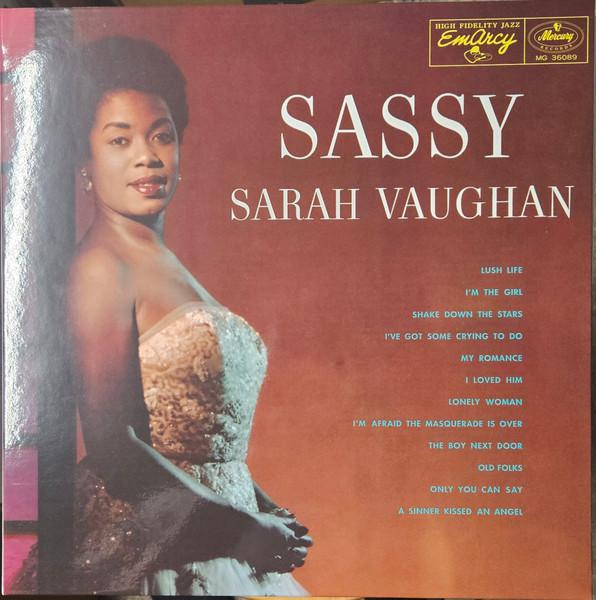 HIGH FIDELITY JAZZ
EmArcy
Mercury
RECORDS
MG 36089
SASSY
SARAH VAUGHAN
LUSH LIFE
I'M THE GIRL
SHAKE DOWN THE STARS
I'VE GOT SOME CRYING TO DO
MY ROMANCE
I LOVED HIM
LONELY WOMAN
I'M AFRAID THE MASQUERADE IS OVER
THE BOY NEXT DOOR
OLD FOLKS
ONLY YOU CAN SAY
A SINNER KISSED AN ANGEL